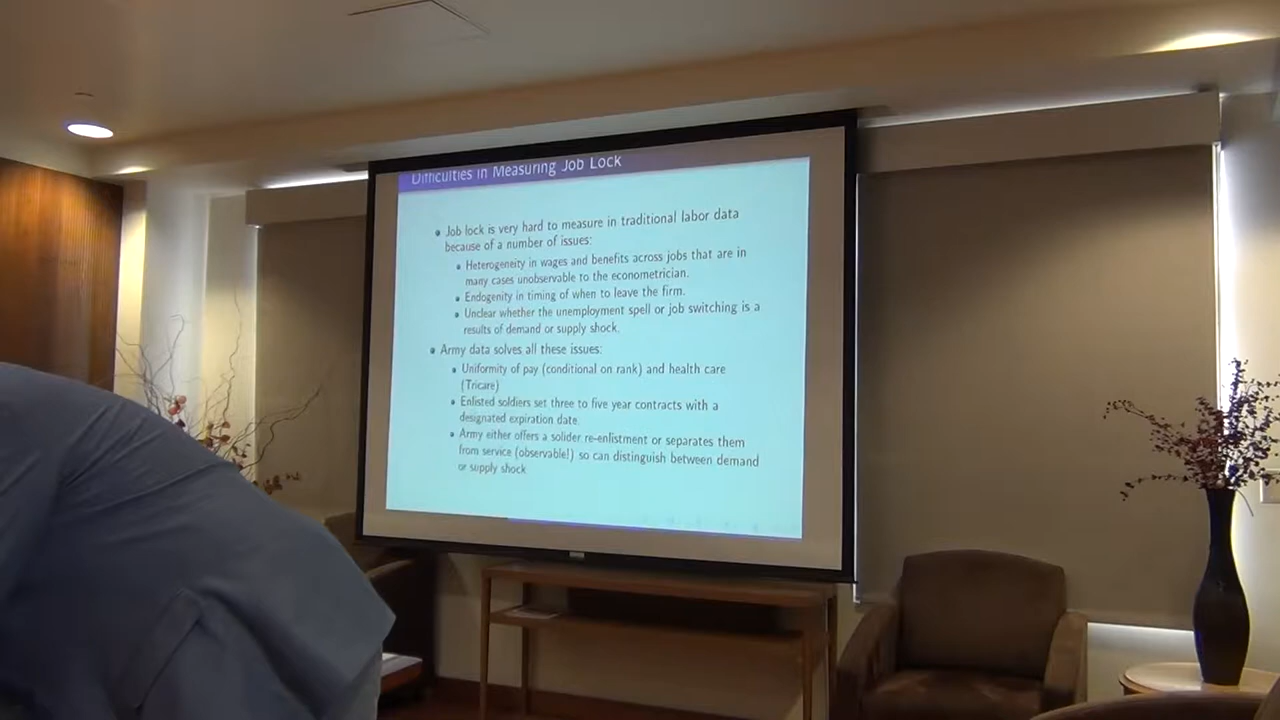 Difficulties in Measuring Job Lock
Job lock is very hard to measure in traditional labor data
because of a number of issues:
Heterogeneity in wages and benefits across jobs that are in
many cases unobservable to the econometrician.
Endogenity in timing of when to leave the firm.
Unclear whether the unemployment spell or job switching is a
results of demand or supply shock.
Army data solves all these issues:
Uniformity of pay (conditional on rank) and health care
(Tricare)
Enlisted soldiers set three to five year contracts with a
designated expiration date.
Army either offers a solider re-enlistment or separates them
from service (observable!) so can distinguish between demand
or supply shock